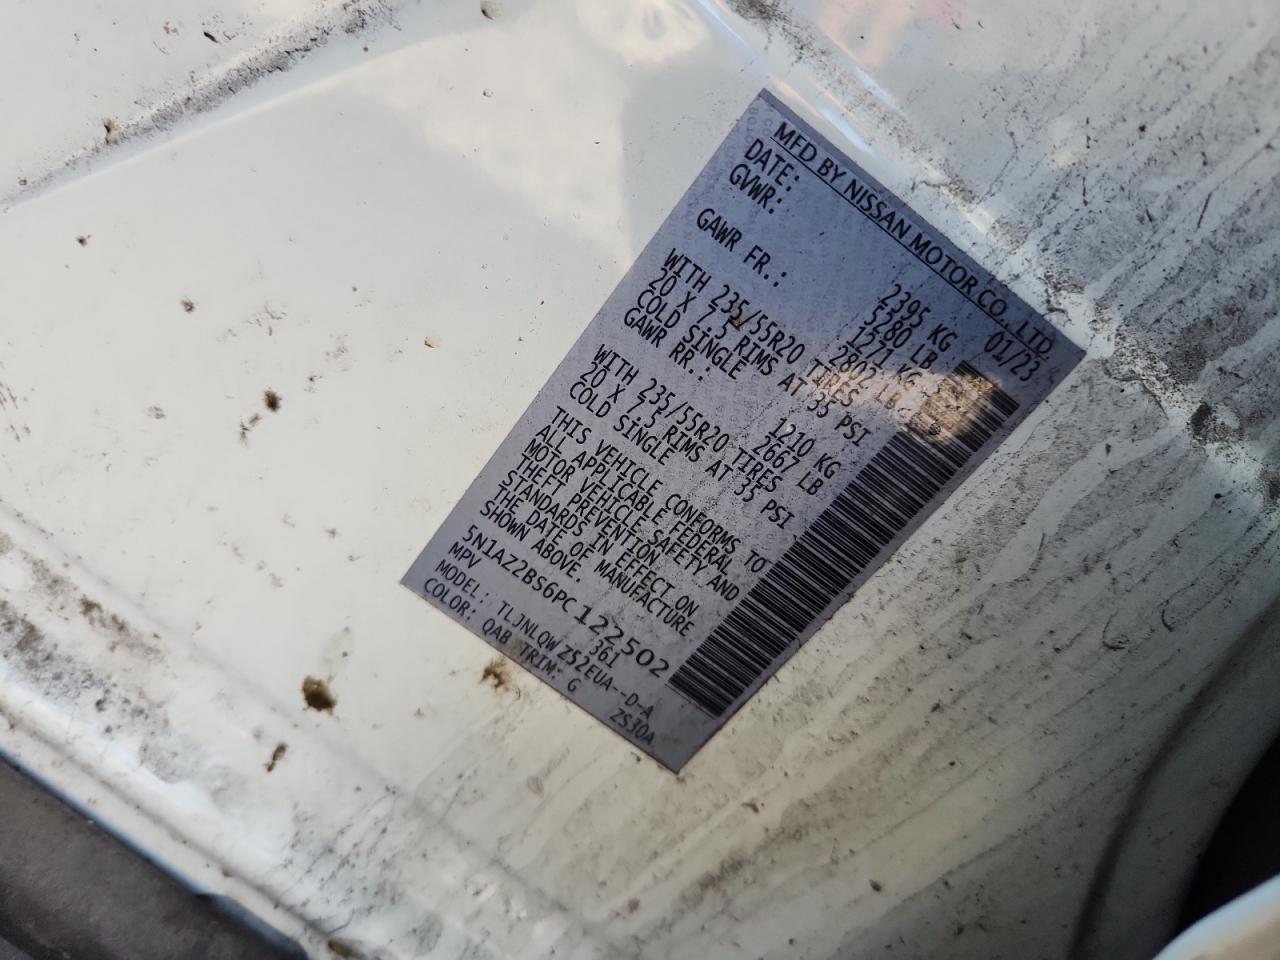 MFD BY NISSAN MOTOR CO., LTD.
DATE: 01/23
GVWR: 2395 KG
5280 LB
GAWR FR.: 1271 KG
2802 LB
WITH 235/55R20 TIRES
20 X 7.5 RIMS AT 35 PSI
COLD SINGLE
GAWR RR.: 1210 KG
2667 LB
WITH 235/55R20 TIRES
20 X 7.5 RIMS AT 35 PSI
COLD SINGLE
THIS VEHICLE CONFORMS TO
ALL APPLICABLE FEDERAL
MOTOR VEHICLE SAFETY AND
THEFT PREVENTION
STANDARDS IN EFFECT ON
THE DATE OF MANUFACTURE
SHOWN ABOVE.
5N1AZ2BS6PC122502
MPV 361
MODEL: TLJNLQWZ52EUA--D-A
COLOR: QAB TRIM: G ZS30A